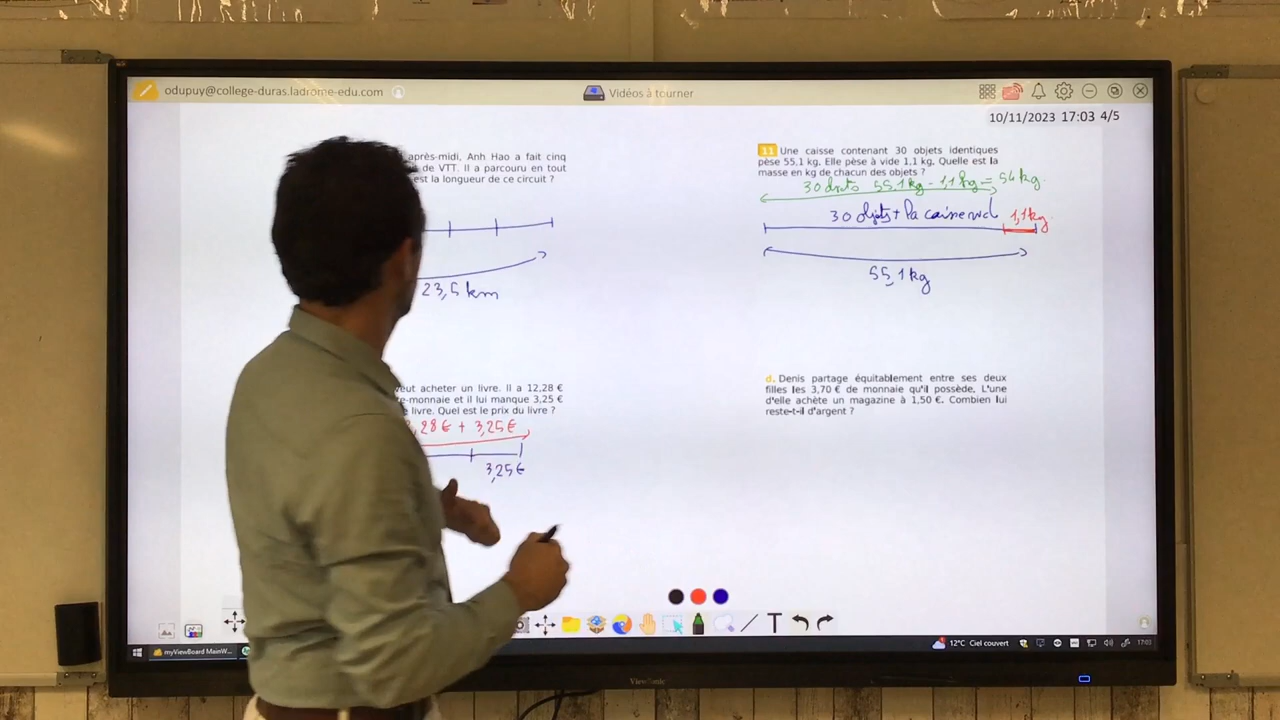 odupuy@college-duras.ladrome-edu.com
Vidéos à tourner
10/11/2023 17:03 4/5
après-midi, Anh Hao a fait cinq
de VTT. Il a parcouru en tout
est la longueur de ce circuit ?
23,5 km
11 Une caisse contenant 30 objets identiques
pèse 55,1 kg. Elle pèse à vide 1,1 kg. Quelle est la
masse en kg de chacun des objets ?
55,1 kg - 1,1 kg = 54 kg
30 objets + la caisse
1,1 kg
55,1 kg
veut acheter un livre. Il a 12,28 €
-monnaie et il lui manque 3,25 €
livre. Quel est le prix du livre ?
28 € + 3,25 €
3,25 €
d. Denis partage équitablement entre ses deux
filles les 3,70 € de monnaie qu'il possède. L'une
d'elle achète un magazine à 1,50 €. Combien lui
reste-t-il d'argent ?
T
myViewBoard MainW...
12°C Ciel couvert
17:03
ViewSonic